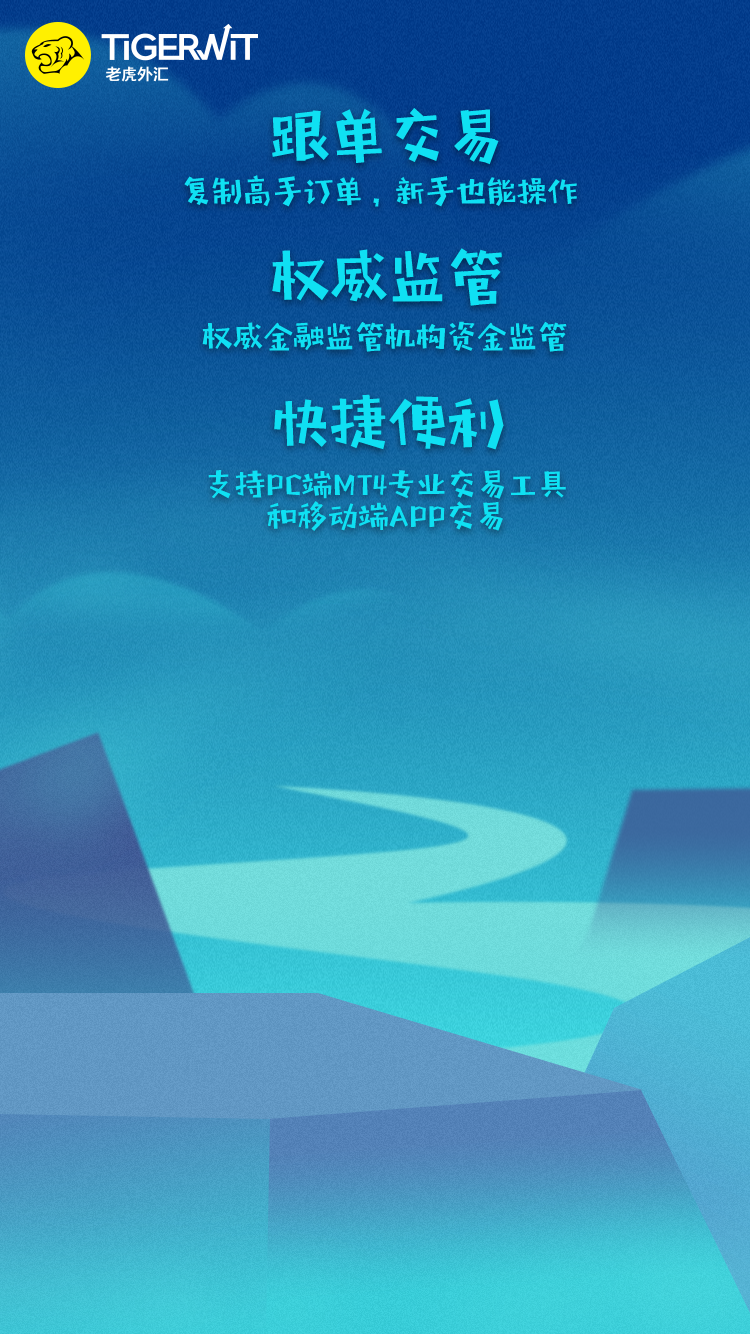 TiGERWiT
老虎外汇
跟单交易
复制高手订单，新手也能操作
权威监管
权威金融监管机构资金监管
快捷便利
支持PC端MT4专业交易工具
和移动端APP交易